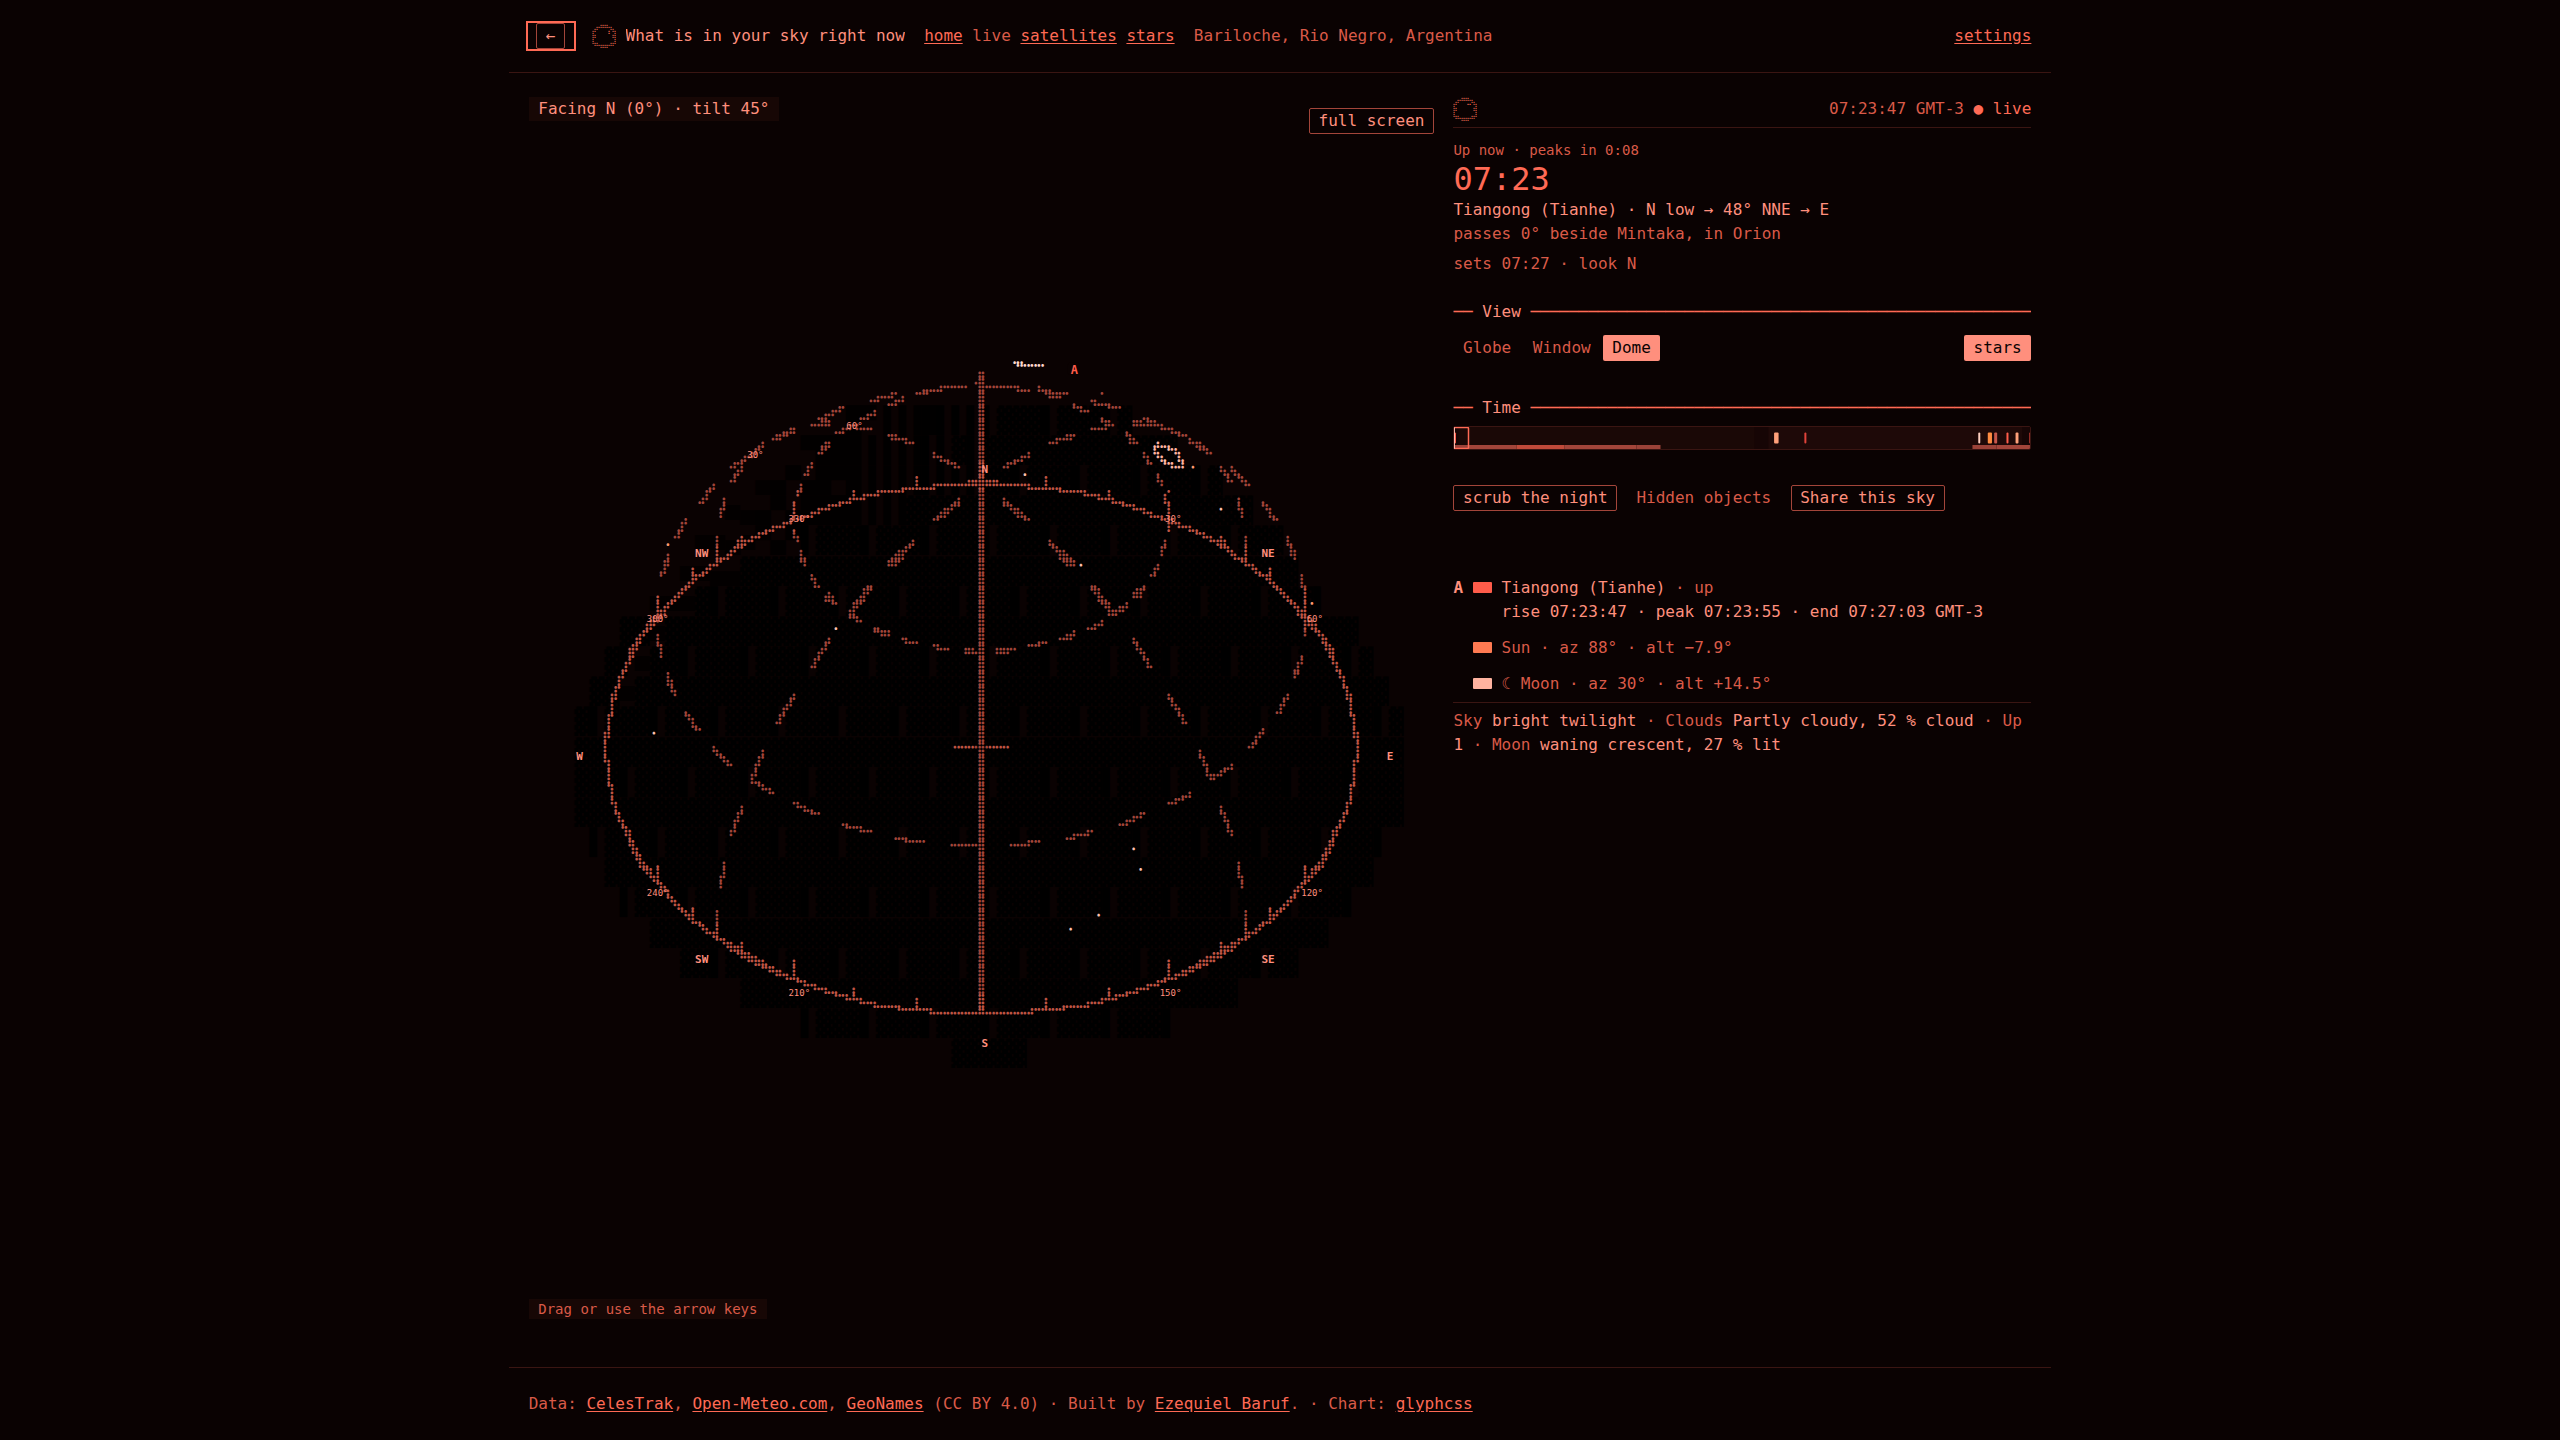 ← What is in your sky right now home live satellites stars Bariloche, Rio Negro, Argentina settings
Facing N (0°) · tilt 45°
full screen
A
60°
30°
N
330°
30°
NW
NE
300°
60°
W
E
240°
120°
SW
SE
210°
150°
S
Drag or use the arrow keys
07:23:47 GMT-3 ● live
Up now · peaks in 0:08
07:23
Tiangong (Tianhe) · N low → 48° NNE → E
passes 0° beside Mintaka, in Orion
sets 07:27 · look N
View
Globe Window Dome stars
Time
scrub the night Hidden objects Share this sky
A Tiangong (Tianhe) · up
rise 07:23:47 · peak 07:23:55 · end 07:27:03 GMT-3
Sun · az 88° · alt −7.9°
☾ Moon · az 30° · alt +14.5°
Sky bright twilight · Clouds Partly cloudy, 52 % cloud · Up
1 · Moon waning crescent, 27 % lit
Data: CelesTrak, Open-Meteo.com, GeoNames (CC BY 4.0) · Built by Ezequiel Baruf. · Chart: glyphcss